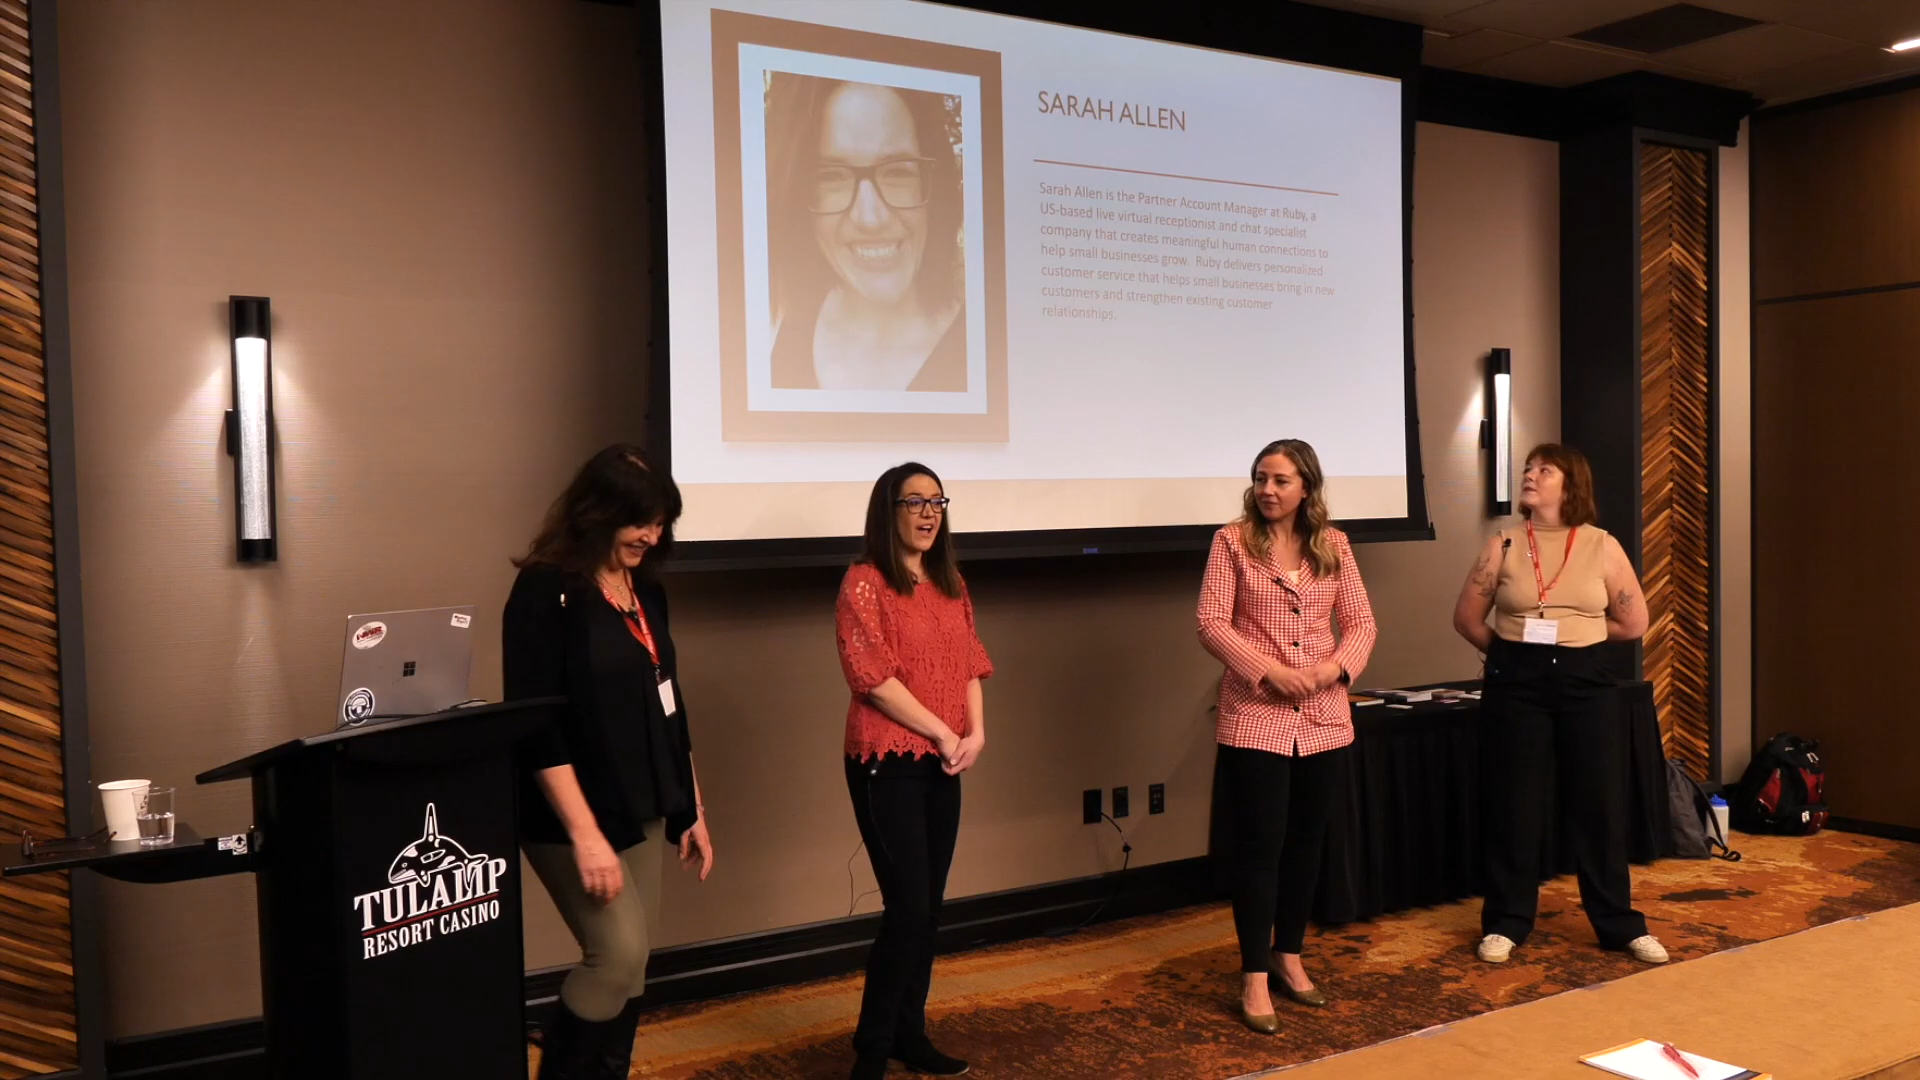 SARAH ALLEN
Sarah Allen is the Partner Account Manager at Ruby, a
US-based live virtual receptionist and chat specialist
company that creates meaningful human connections to
help small businesses grow. Ruby delivers personalized
customer service that helps small businesses bring in new
customers and strengthen existing customer
relationships.
TULALIP
RESORT CASINO